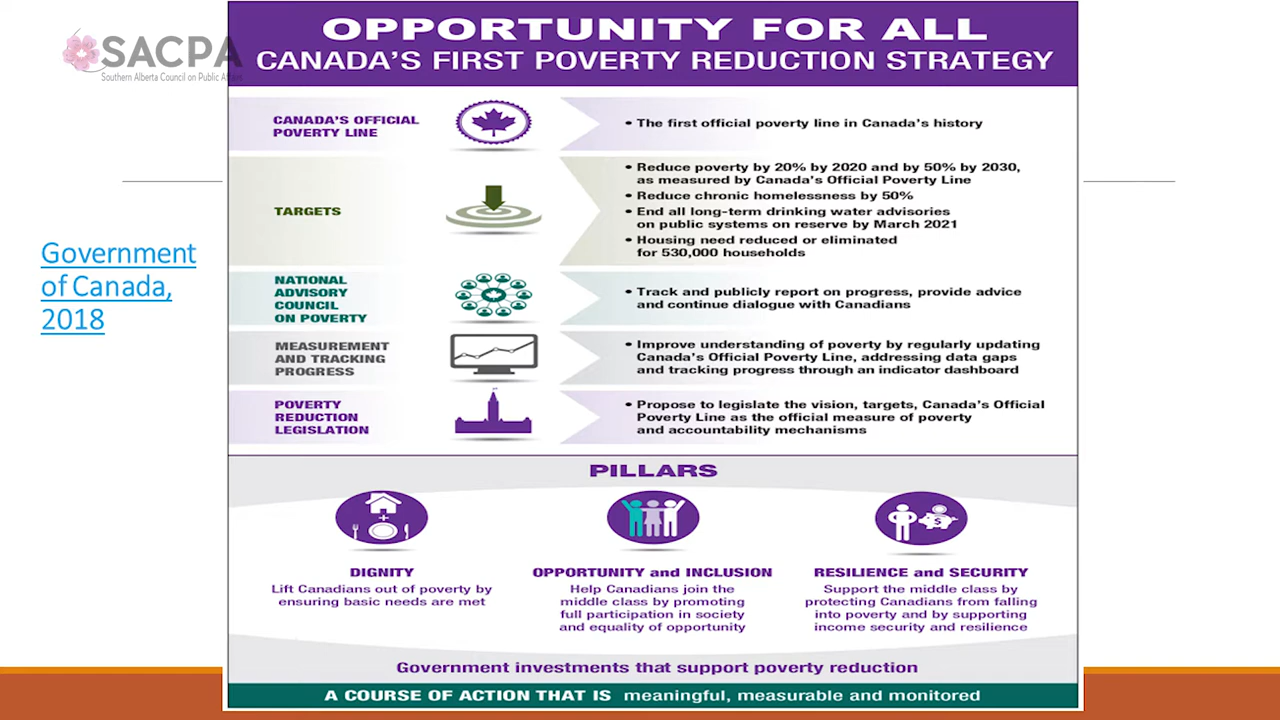 SACPA
Southern Alberta Council on Public Affairs
OPPORTUNITY FOR ALL
CANADA'S FIRST POVERTY REDUCTION STRATEGY
Government
of Canada,
2018
CANADA'S OFFICIAL
POVERTY LINE
• The first official poverty line in Canada's history
TARGETS
• Reduce poverty by 20% by 2020 and by 50% by 2030,
as measured by Canada's Official Poverty Line
• Reduce chronic homelessness by 50%
• End all long-term drinking water advisories
on public systems on reserve by March 2021
• Housing need reduced or eliminated
for 530,000 households
NATIONAL
ADVISORY
COUNCIL
ON POVERTY
• Track and publicly report on progress, provide advice
and continue dialogue with Canadians
MEASUREMENT
AND TRACKING
PROGRESS
• Improve understanding of poverty by regularly updating
Canada's Official Poverty Line, addressing data gaps
and tracking progress through an indicator dashboard
POVERTY
REDUCTION
LEGISLATION
• Propose to legislate the vision, targets, Canada's Official
Poverty Line as the official measure of poverty
and accountability mechanisms
PILLARS
DIGNITY
Lift Canadians out of poverty by
ensuring basic needs are met
OPPORTUNITY and INCLUSION
Help Canadians join the
middle class by promoting
full participation in society
and equality of opportunity
RESILIENCE and SECURITY
Support the middle class by
protecting Canadians from falling
into poverty and by supporting
income security and resilience
Government investments that support poverty reduction
A COURSE OF ACTION THAT IS meaningful, measurable and monitored